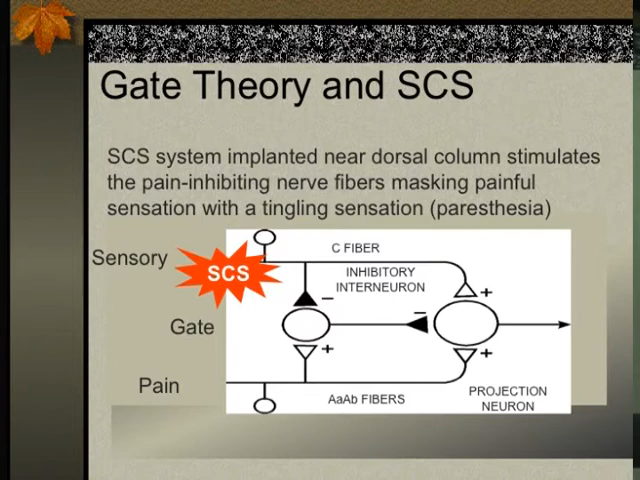 Gate Theory and SCS
SCS system implanted near dorsal column stimulates
the pain-inhibiting nerve fibers masking painful
sensation with a tingling sensation (paresthesia)
Sensory
SCS
C FIBER
INHIBITORY
INTERNEURON
+
−
−
Gate
+
+
Pain
AaAb FIBERS
PROJECTION
NEURON